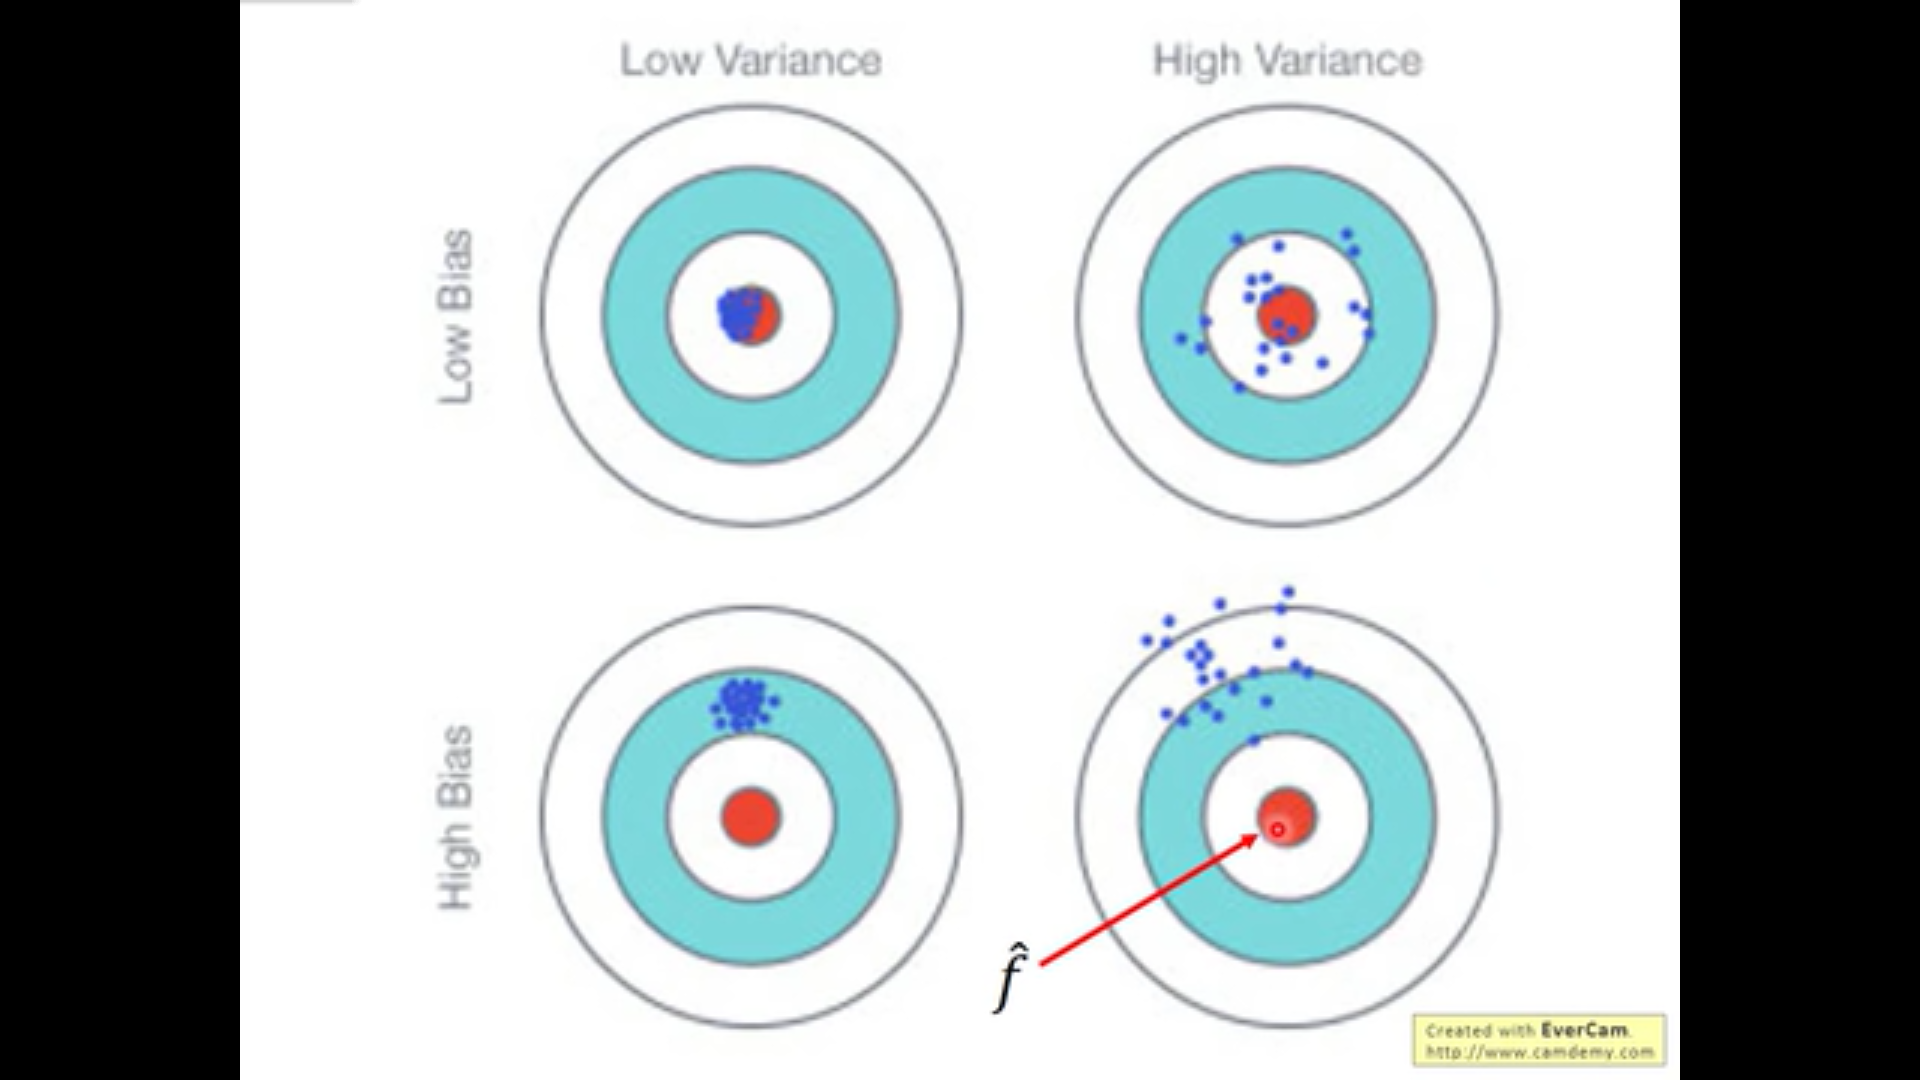 Low Variance
High Variance
Low Bias
High Bias
f̂
Created with EverCam.
http://www.camdemy.com